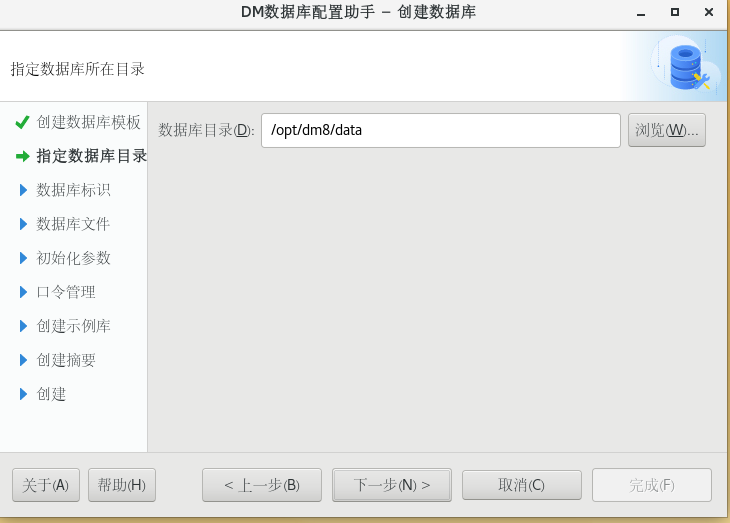 DM数据库配置助手 – 创建数据库
指定数据库所在目录
创建数据库模板
指定数据库目录
数据库标识
数据库文件
初始化参数
口令管理
创建示例库
创建摘要
创建
数据库目录(D): /opt/dm8/data 浏览(W)...
关于(A) 帮助(H) < 上一步(B) 下一步(N) > 取消(C) 完成(F)